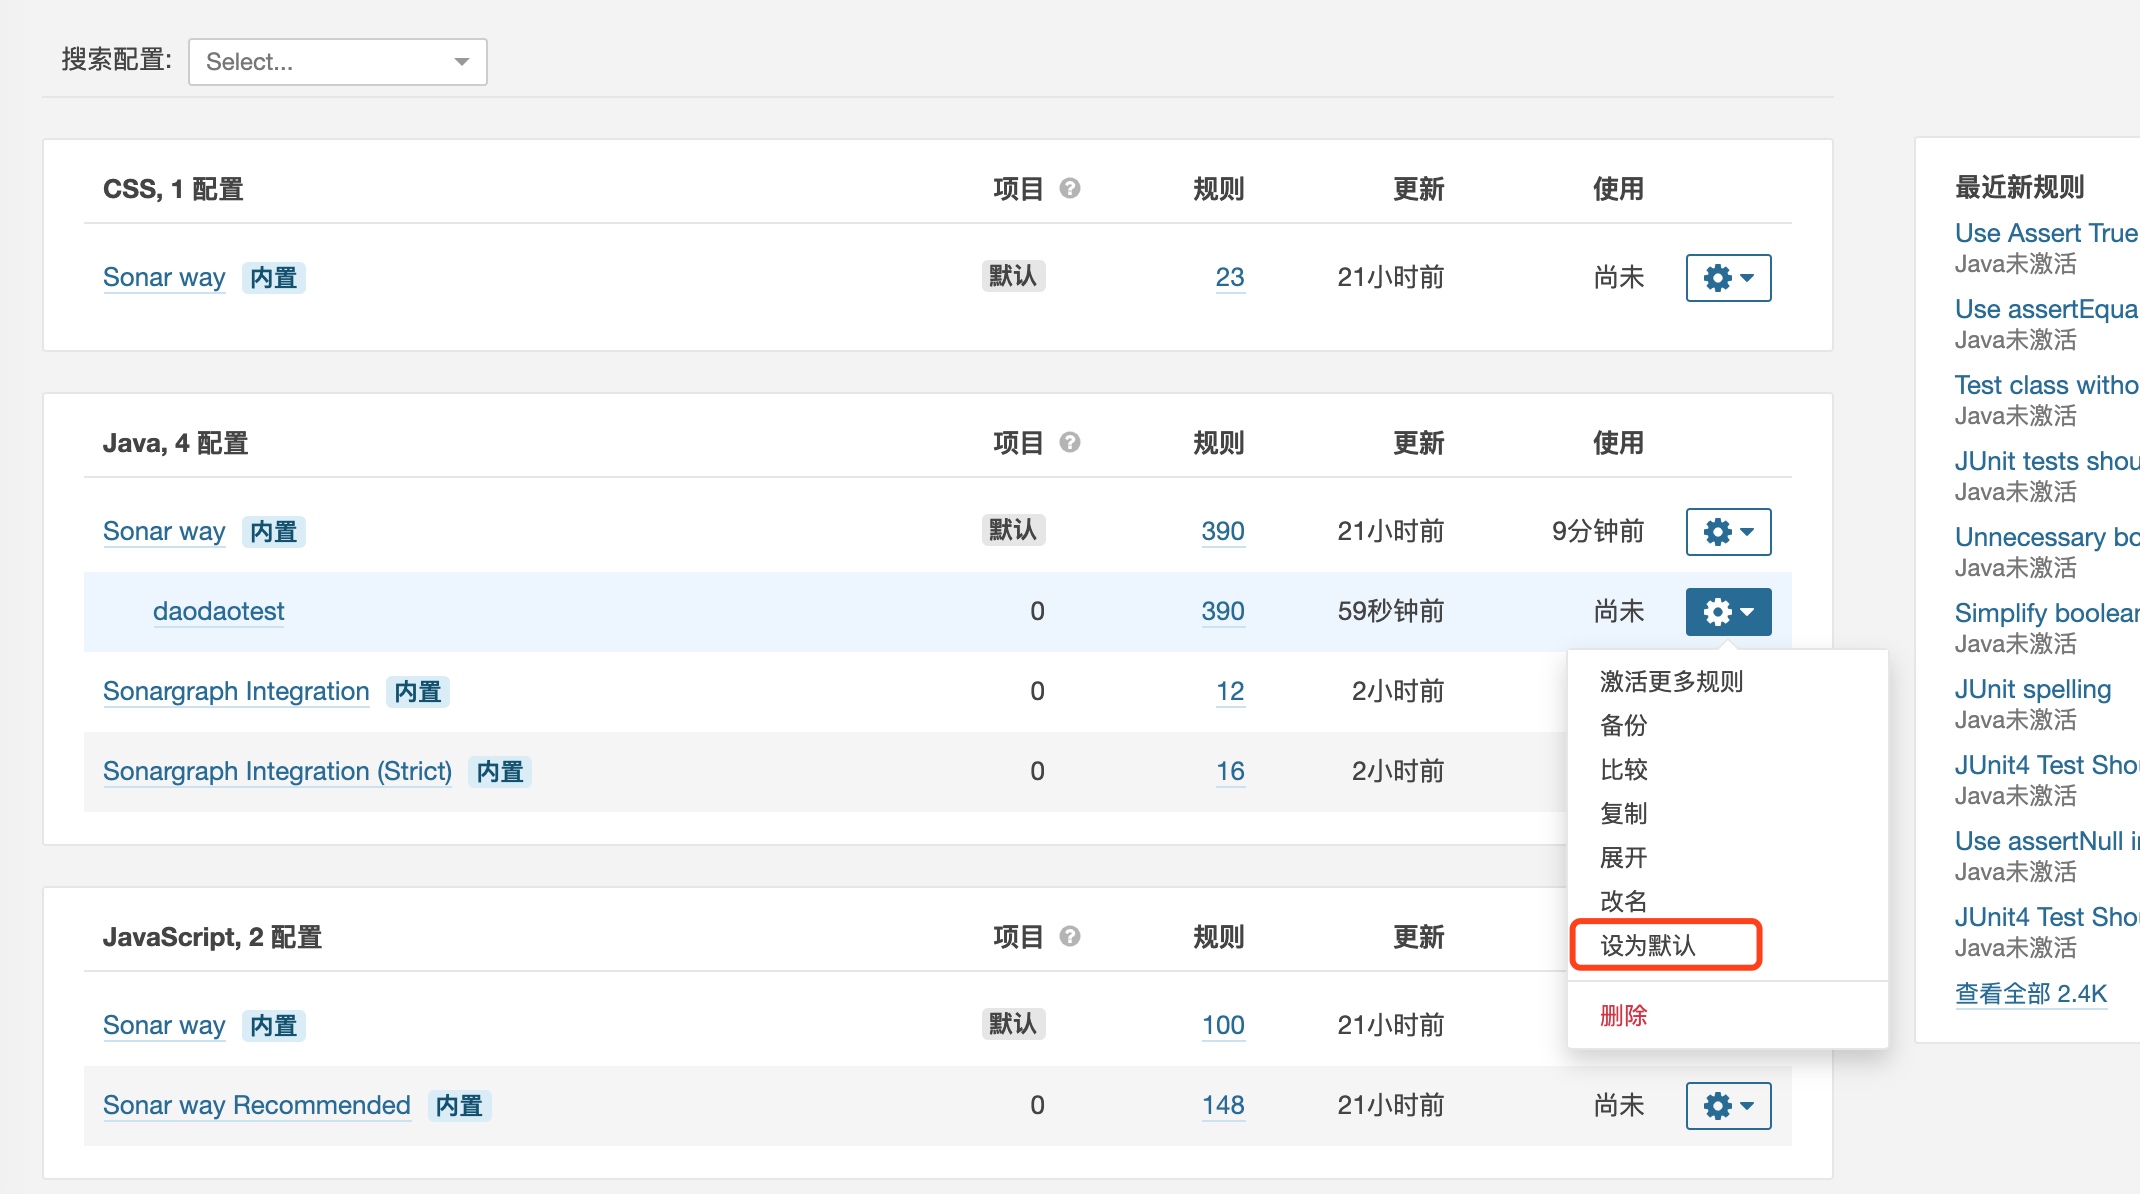 搜索配置: Select...
CSS, 1 配置 项目 ? 规则 更新 使用
Sonar way 内置 默认 23 21小时前 尚未
Java, 4 配置 项目 ? 规则 更新 使用
Sonar way 内置 默认 390 21小时前 9分钟前
daodaotest 0 390 59秒钟前 尚未
Sonargraph Integration 内置 0 12 2小时前
Sonargraph Integration (Strict) 内置 0 16 2小时前
激活更多规则
备份
比较
复制
展开
改名
设为默认
删除
JavaScript, 2 配置 项目 ? 规则 更新
Sonar way 内置 默认 100 21小时前
Sonar way Recommended 内置 0 148 21小时前 尚未
最近新规则
Use Assert True
Java未激活
Use assertEqua
Java未激活
Test class witho
Java未激活
JUnit tests shou
Java未激活
Unnecessary bo
Java未激活
Simplify boolear
Java未激活
JUnit spelling
Java未激活
JUnit4 Test Sho
Java未激活
Use assertNull i
Java未激活
JUnit4 Test Sho
Java未激活
查看全部 2.4K